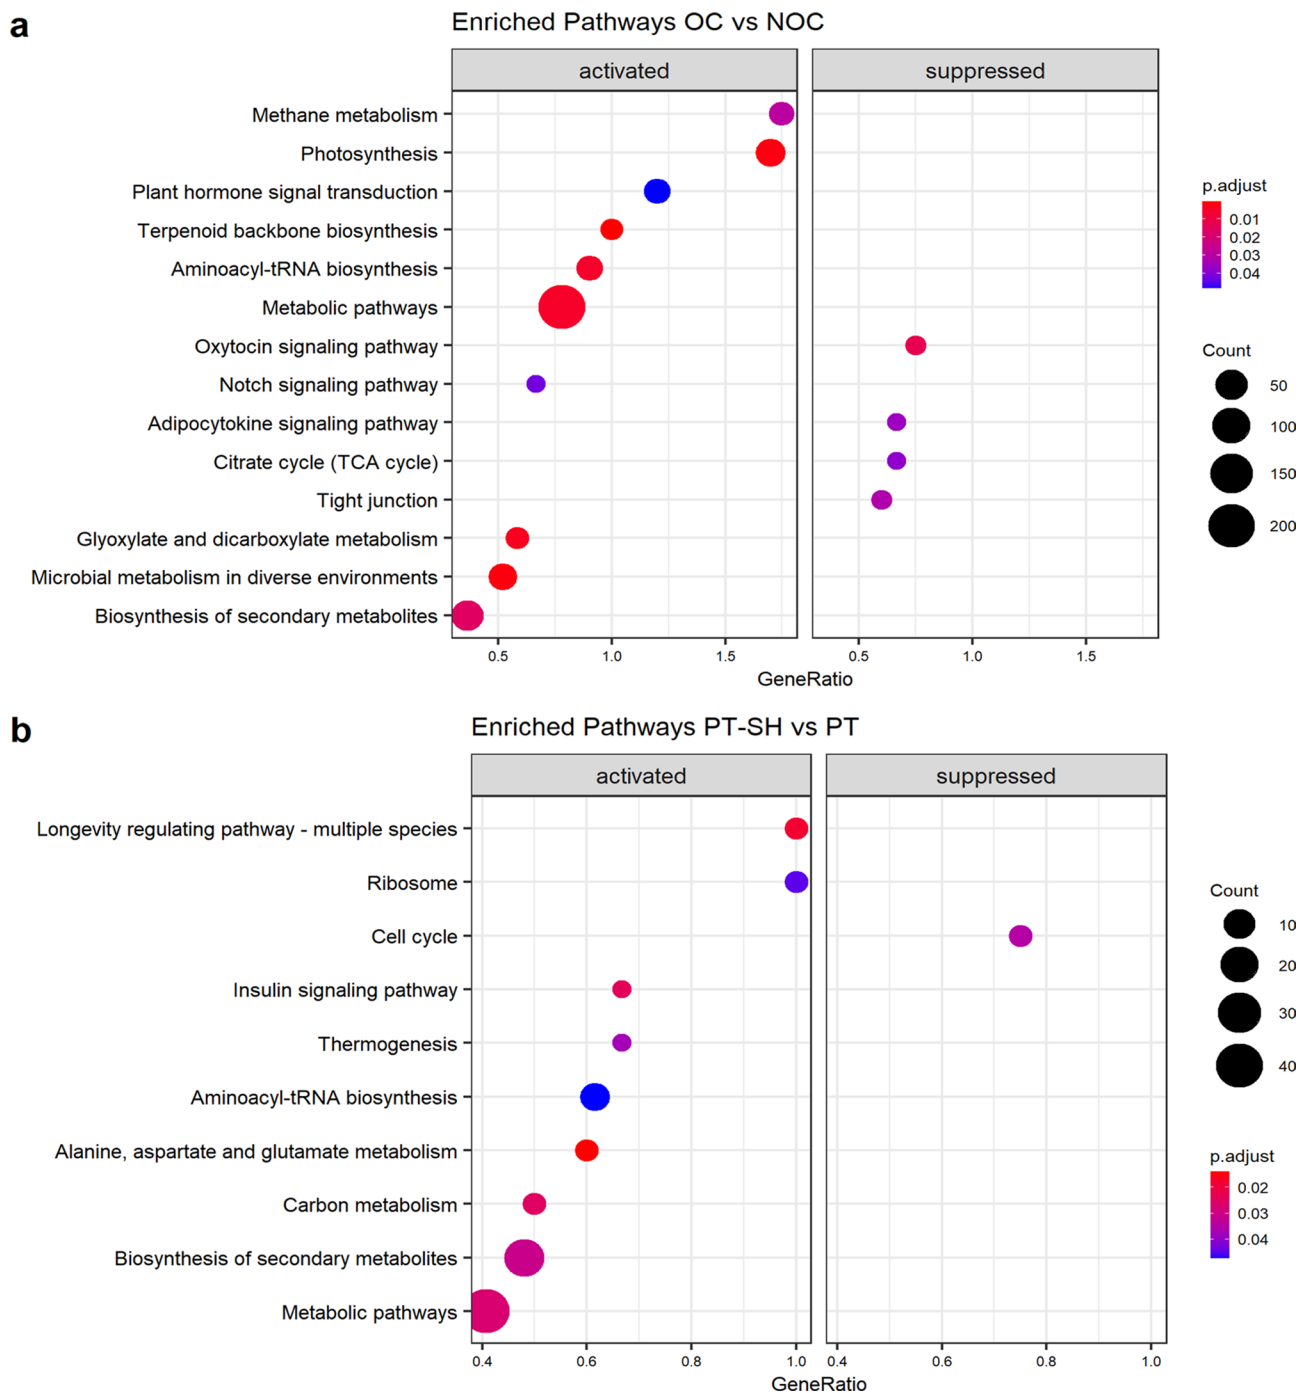 a
Enriched Pathways OC vs NOC
activated
suppressed
Methane metabolism
Photosynthesis
Plant hormone signal transduction
Terpenoid backbone biosynthesis
Aminoacyl-tRNA biosynthesis
Metabolic pathways
Oxytocin signaling pathway
Notch signaling pathway
Adipocytokine signaling pathway
Citrate cycle (TCA cycle)
Tight junction
Glyoxylate and dicarboxylate metabolism
Microbial metabolism in diverse environments
Biosynthesis of secondary metabolites
0.5 1.0 1.5
0.5 1.0 1.5
GeneRatio
p.adjust
0.01
0.02
0.03
0.04
Count
50
100
150
200
b
Enriched Pathways PT-SH vs PT
activated
suppressed
Longevity regulating pathway - multiple species
Ribosome
Cell cycle
Insulin signaling pathway
Thermogenesis
Aminoacyl-tRNA biosynthesis
Alanine, aspartate and glutamate metabolism
Carbon metabolism
Biosynthesis of secondary metabolites
Metabolic pathways
0.4 0.6 0.8 1.0
0.4 0.6 0.8 1.0
GeneRatio
Count
10
20
30
40
p.adjust
0.02
0.03
0.04